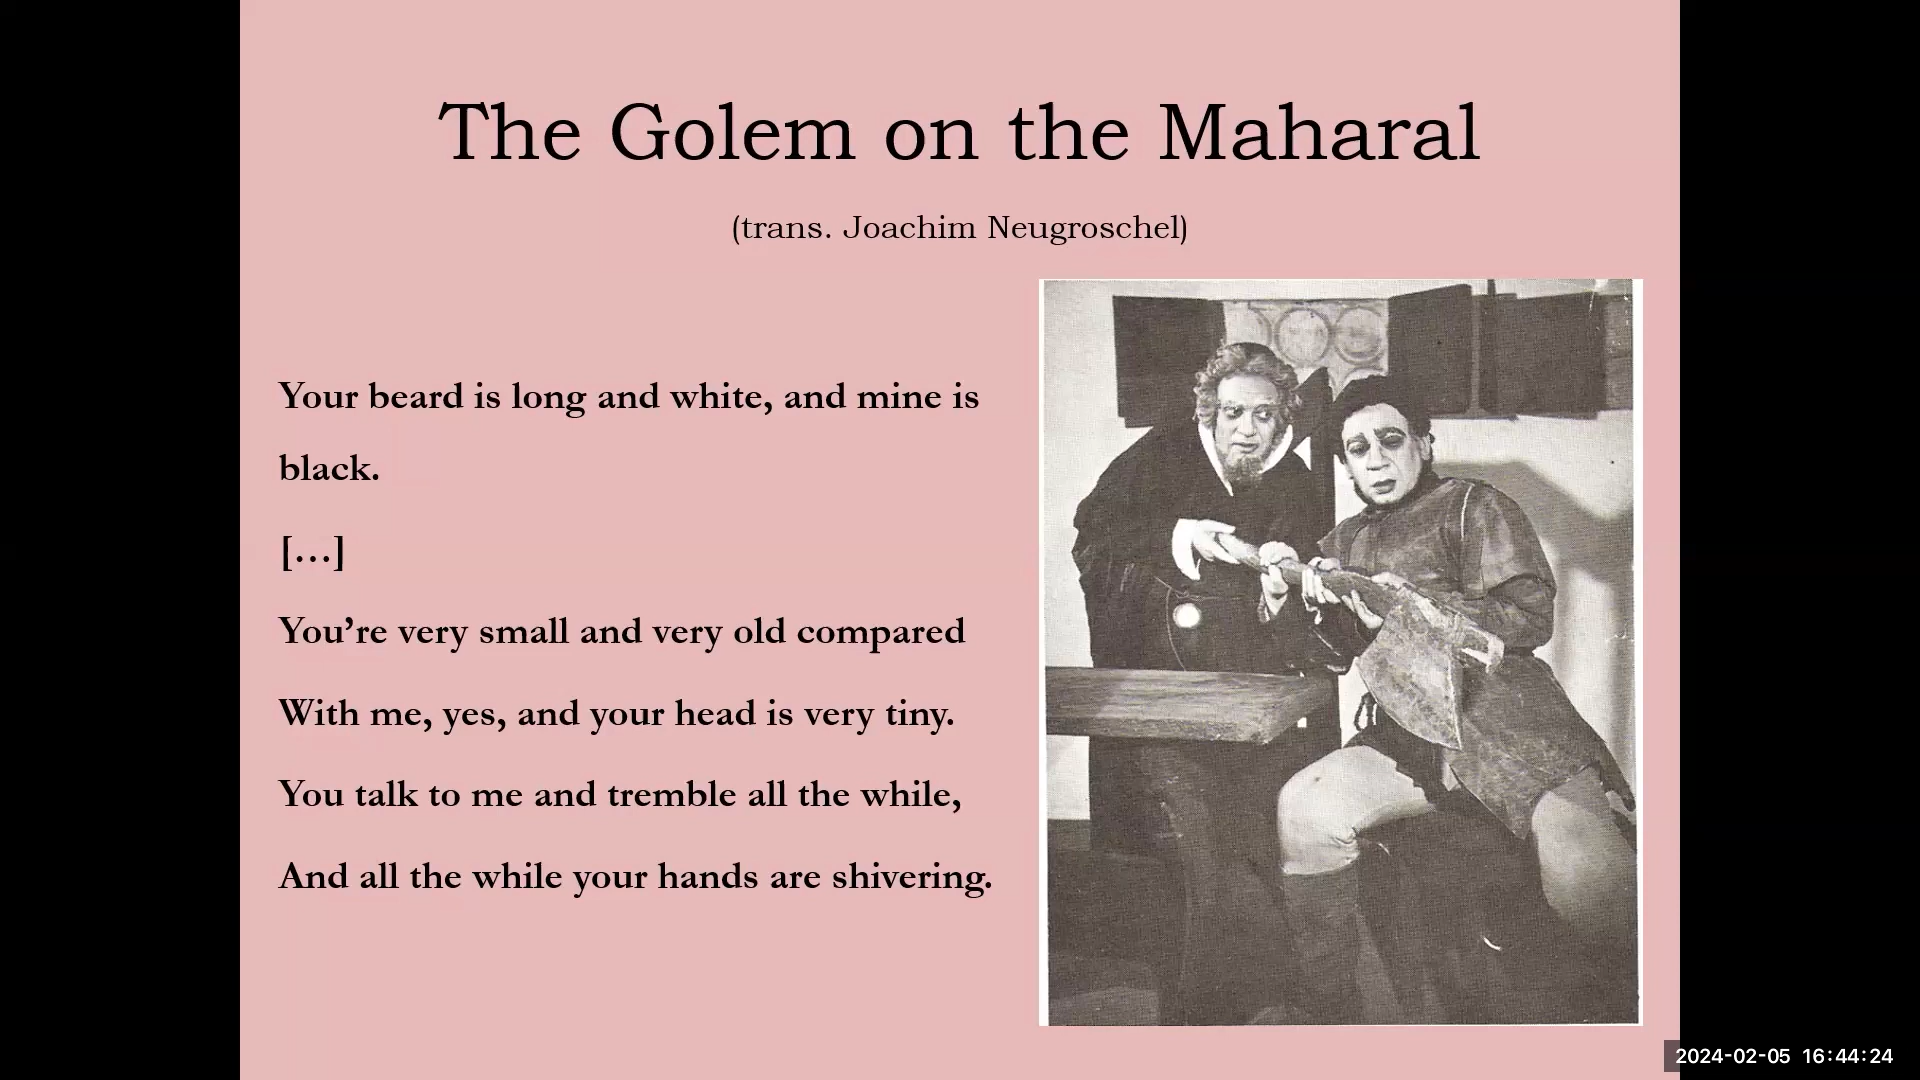 The Golem on the Maharal
(trans. Joachim Neugroschel)
Your beard is long and white, and mine is
black.
[…]
You’re very small and very old compared
With me, yes, and your head is very tiny.
You talk to me and tremble all the while,
And all the while your hands are shivering.
2024-02-05 16:44:24